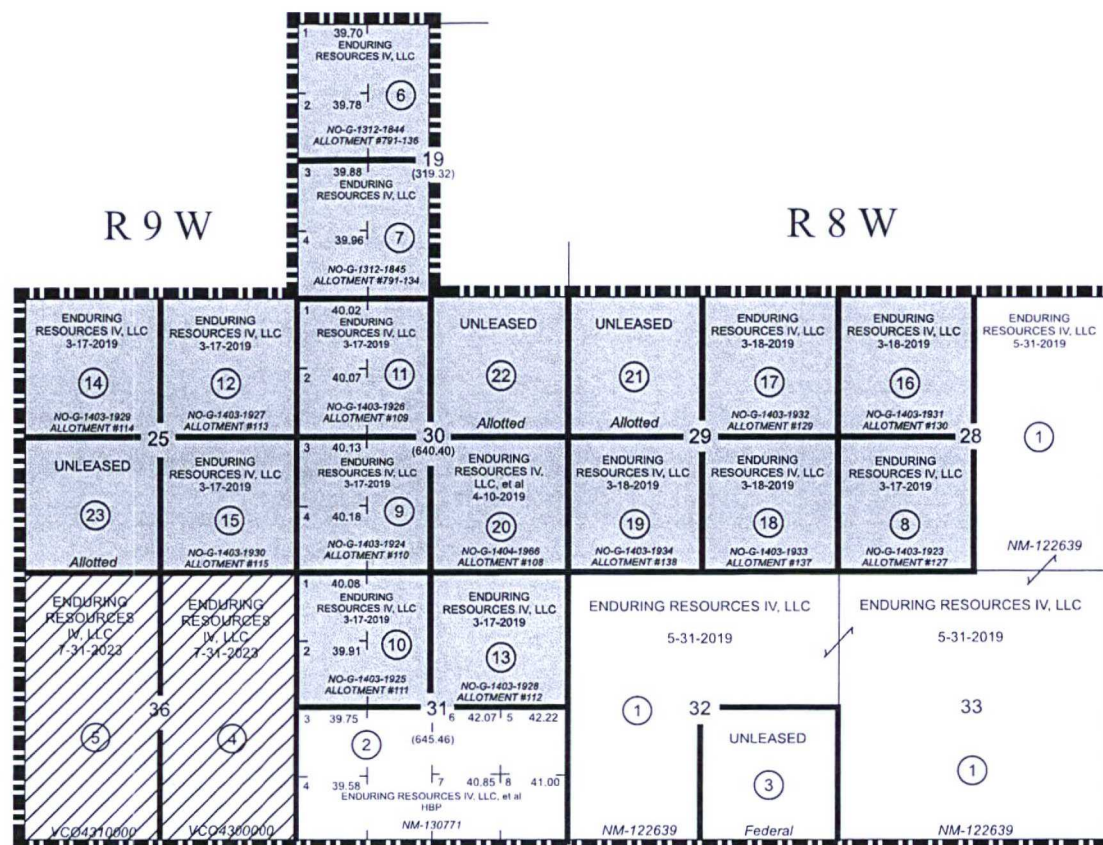 1 39.70
ENDURING
RESOURCES IV, LLC
2 39.78 6
NO-G-1312-1844
ALLOTMENT #791-136
19
(319.32)
3 39.88
ENDURING
RESOURCES IV, LLC
4 39.96 7
NO-G-1312-1845
ALLOTMENT #791-134
R 9 W
R 8 W
ENDURING
RESOURCES IV, LLC
3-17-2019
14
NO-G-1403-1929
ALLOTMENT #114
ENDURING
RESOURCES IV, LLC
3-17-2019
12
NO-G-1403-1927
ALLOTMENT #113
25
UNLEASED
23
Allotted
ENDURING
RESOURCES IV, LLC
3-17-2019
15
NO-G-1403-1930
ALLOTMENT #115
1 40.02
ENDURING
RESOURCES IV, LLC
3-17-2019
2 40.07 11
NO-G-1403-1926
ALLOTMENT #109
UNLEASED
22
Allotted
30
(640.40)
3 40.13
ENDURING
RESOURCES IV, LLC
3-17-2019
4 40.18 9
NO-G-1403-1924
ALLOTMENT #110
ENDURING
RESOURCES IV,
LLC, et al
4-10-2019
20
NO-G-1404-1966
ALLOTMENT #108
UNLEASED
21
Allotted
ENDURING
RESOURCES IV, LLC
3-18-2019
17
NO-G-1403-1932
ALLOTMENT #129
29
ENDURING
RESOURCES IV, LLC
3-18-2019
19
NO-G-1403-1934
ALLOTMENT #138
ENDURING
RESOURCES IV, LLC
3-18-2019
18
NO-G-1403-1933
ALLOTMENT #137
ENDURING
RESOURCES IV, LLC
3-18-2019
16
NO-G-1403-1931
ALLOTMENT #130
ENDURING
RESOURCES IV, LLC
5-31-2019
28
1
NM-122639
ENDURING
RESOURCES IV, LLC
3-17-2019
8
NO-G-1403-1923
ALLOTMENT #127
ENDURING
RESOURCES
IV, LLC
7-31-2023
5
VCO4310000
36
ENDURING
RESOURCES
IV, LLC
7-31-2023
4
VCO4300000
1 40.08
ENDURING
RESOURCES IV, LLC
3-17-2019
2 39.91 10
NO-G-1403-1925
ALLOTMENT #111
ENDURING
RESOURCES IV, LLC
3-17-2019
13
NO-G-1403-1928
ALLOTMENT #112
31
(645.46)
3 39.75 6 42.07 5 42.22
2
4 39.58 7 40.85 8 41.00
ENDURING RESOURCES IV, LLC, et al
HBP
NM-130771
ENDURING RESOURCES IV, LLC
5-31-2019
1
32
NM-122639
UNLEASED
3
Federal
ENDURING RESOURCES IV, LLC
5-31-2019
33
1
NM-122639